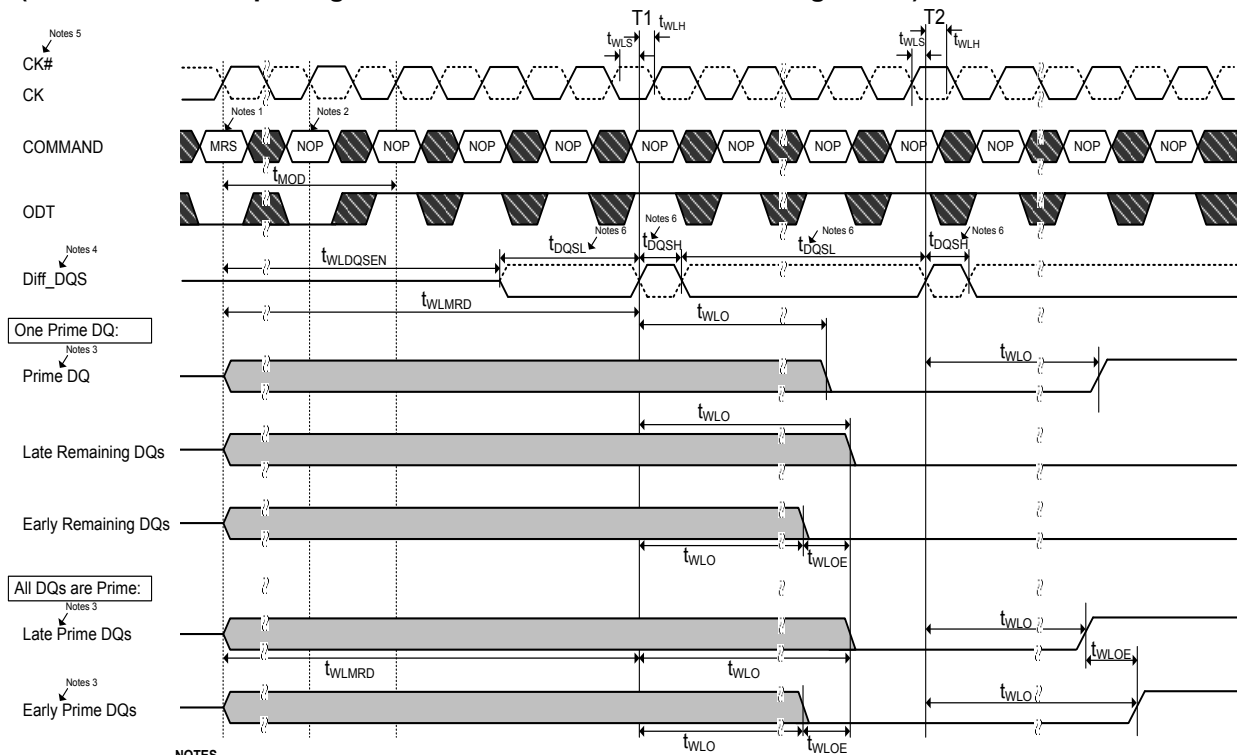 T1 T2
tWLS tWLH tWLS tWLH
Notes 5
CK#
CK
Notes 1 Notes 2
COMMAND MRS NOP NOP NOP NOP NOP NOP NOP NOP NOP NOP NOP
tMOD
ODT
Notes 6 Notes 6 Notes 6 Notes 6
tDQSL tDQSH tDQSL tDQSH
Notes 4
Diff_DQS
tWLDQSEN
tWLMRD
tWLO
One Prime DQ:
Notes 3
Prime DQ
tWLO
tWLO
Late Remaining DQs
Early Remaining DQs
tWLO tWLOE
All DQs are Prime:
Notes 3
Late Prime DQs
tWLO
tWLOE
tWLMRD tWLO
Notes 3
Early Prime DQs
tWLO
tWLO tWLOE
NOTES